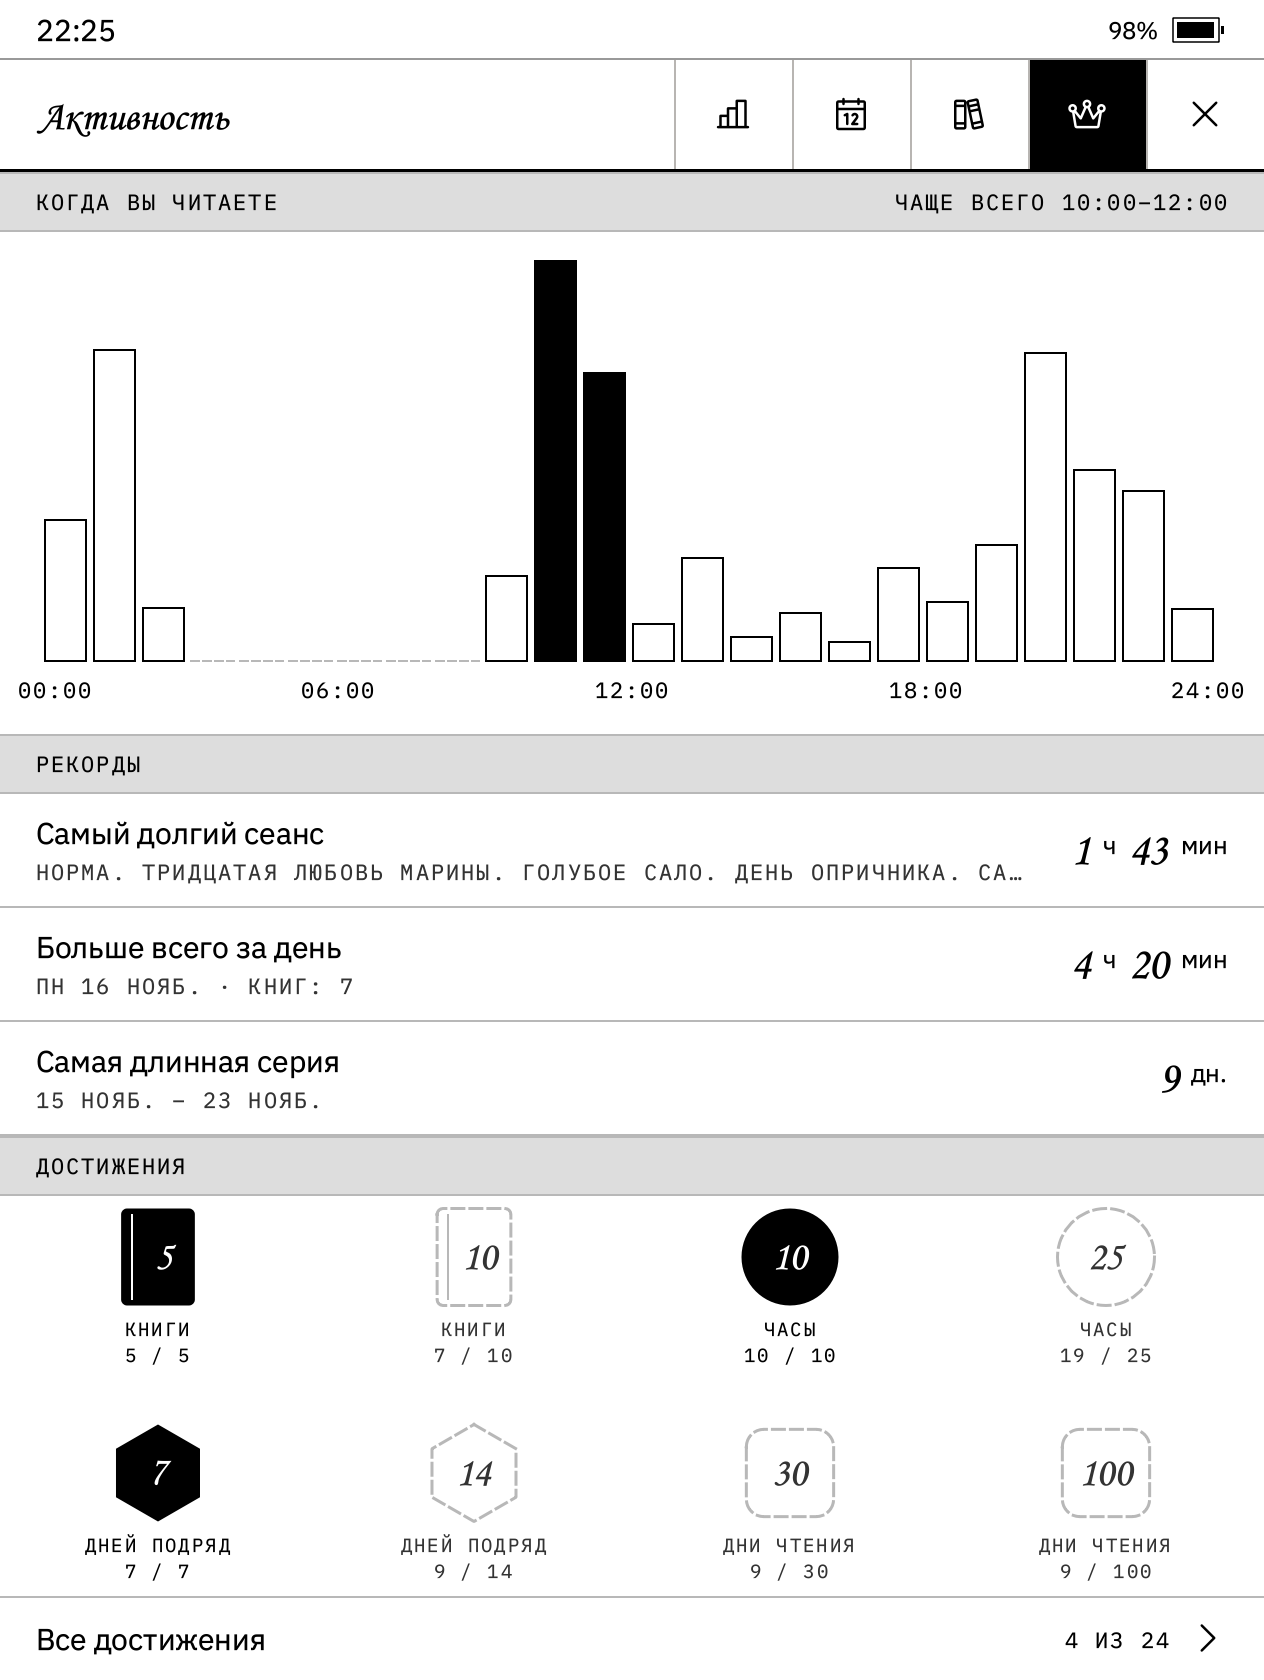 22:25
98%
Активность
12
КОГДА ВЫ ЧИТАЕТЕ
ЧАЩЕ ВСЕГО 10:00–12:00
00:00 06:00 12:00 18:00 24:00
РЕКОРДЫ
Самый долгий сеанс
НОРМА. ТРИДЦАТАЯ ЛЮБОВЬ МАРИНЫ. ГОЛУБОЕ САЛО. ДЕНЬ ОПРИЧНИКА. СА…
1 ч 43 мин
Больше всего за день
ПН 16 НОЯБ. · КНИГ: 7
4 ч 20 мин
Самая длинная серия
15 НОЯБ. – 23 НОЯБ.
9 дн.
ДОСТИЖЕНИЯ
5 10 10 25
КНИГИ КНИГИ ЧАСЫ ЧАСЫ
5 / 5 7 / 10 10 / 10 19 / 25
7 14 30 100
ДНЕЙ ПОДРЯД ДНЕЙ ПОДРЯД ДНИ ЧТЕНИЯ ДНИ ЧТЕНИЯ
7 / 7 9 / 14 9 / 30 9 / 100
Все достижения
4 ИЗ 24